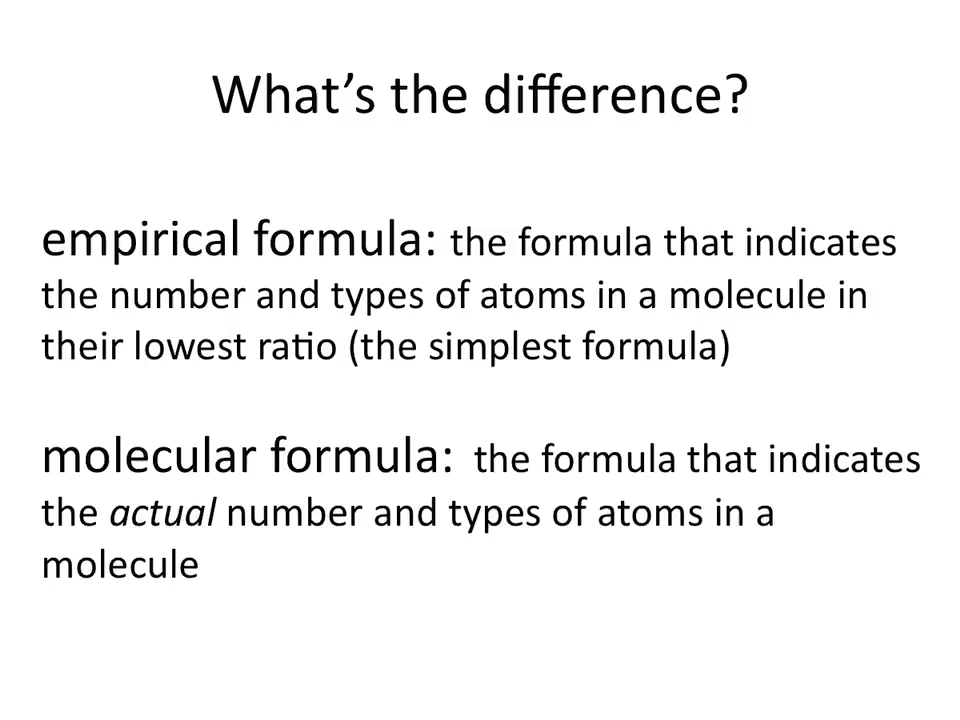 What’s the difference?
empirical formula: the formula that indicates
the number and types of atoms in a molecule in
their lowest ratio (the simplest formula)
molecular formula: the formula that indicates
the actual number and types of atoms in a
molecule